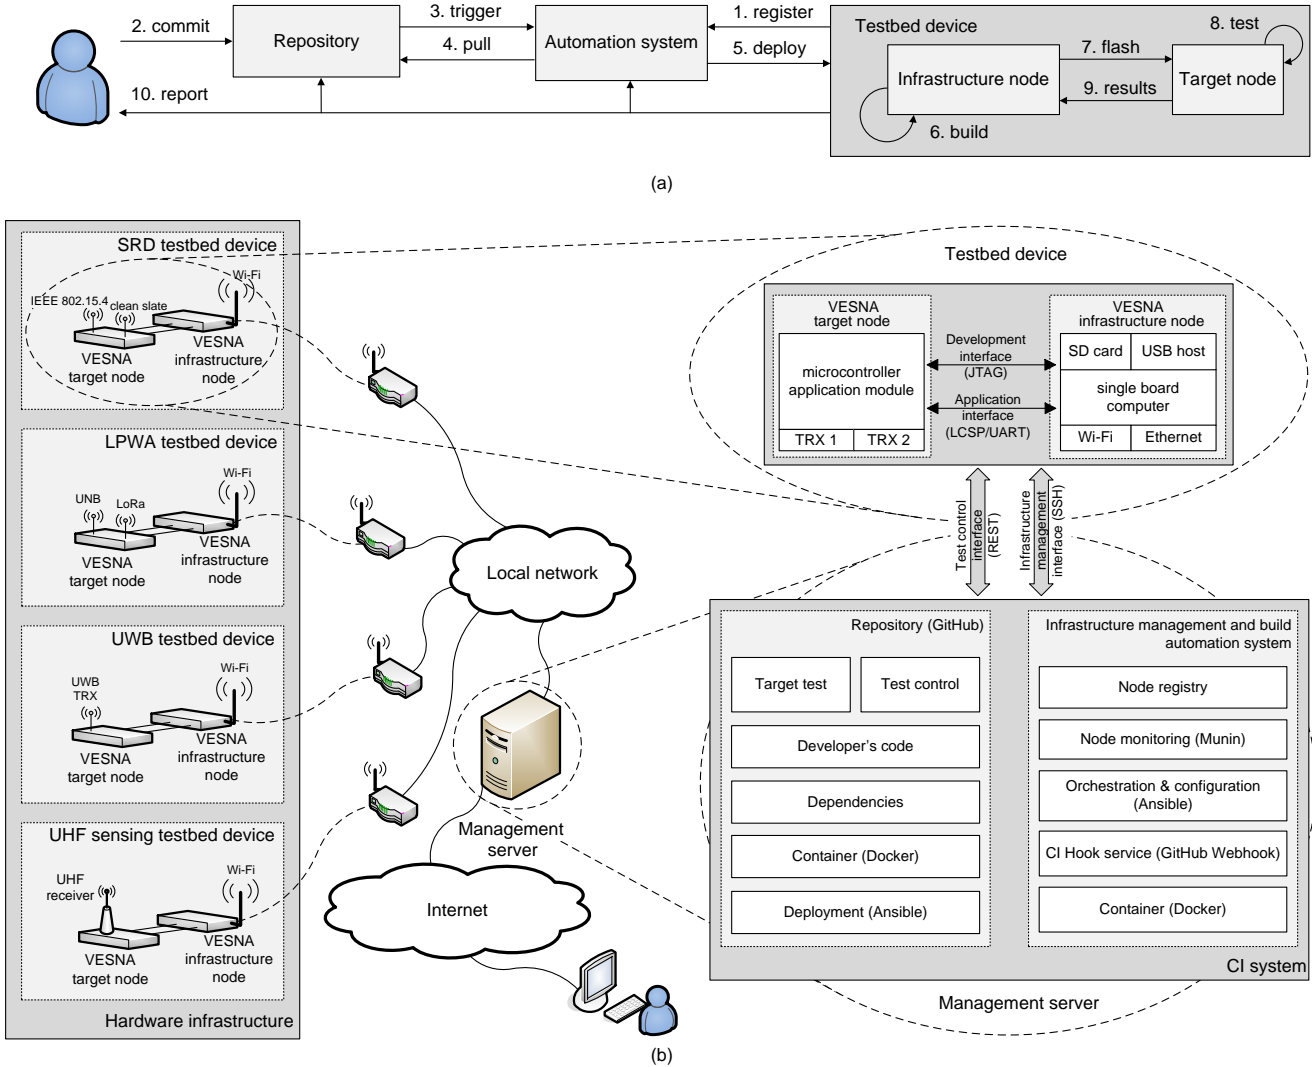 2. commit
Repository
3. trigger
4. pull
Automation system
1. register
5. deploy
Testbed device
Infrastructure node
6. build
7. flash
9. results
8. test
Target node
10. report
(a)
SRD testbed device
Wi-Fi
IEEE 802.15.4
clean slate
VESNA
target node
VESNA
infrastructure
node
LPWA testbed device
Wi-Fi
UNB
LoRa
VESNA
target node
VESNA
infrastructure node
UWB testbed device
Wi-Fi
UWB
TRX
VESNA
target node
VESNA
infrastructure
node
UHF sensing testbed device
Wi-Fi
UHF
receiver
VESNA
target node
VESNA
infrastructure
node
Hardware infrastructure
Local network
Management
server
Internet
Testbed device
VESNA
target node
microcontroller
application module
TRX 1
TRX 2
Development
interface
(JTAG)
Application
interface
(LCSP/UART)
VESNA
infrastructure node
SD card
USB host
single board
computer
Wi-Fi
Ethernet
Test control
interface
(REST)
Infrastructure
management
interface (SSH)
Repository (GitHub)
Target test
Test control
Developer's code
Dependencies
Container (Docker)
Deployment (Ansible)
Infrastructure management and build
automation system
Node registry
Node monitoring (Munin)
Orchestration & configuration
(Ansible)
CI Hook service (GitHub Webhook)
Container (Docker)
CI system
Management server
(b)